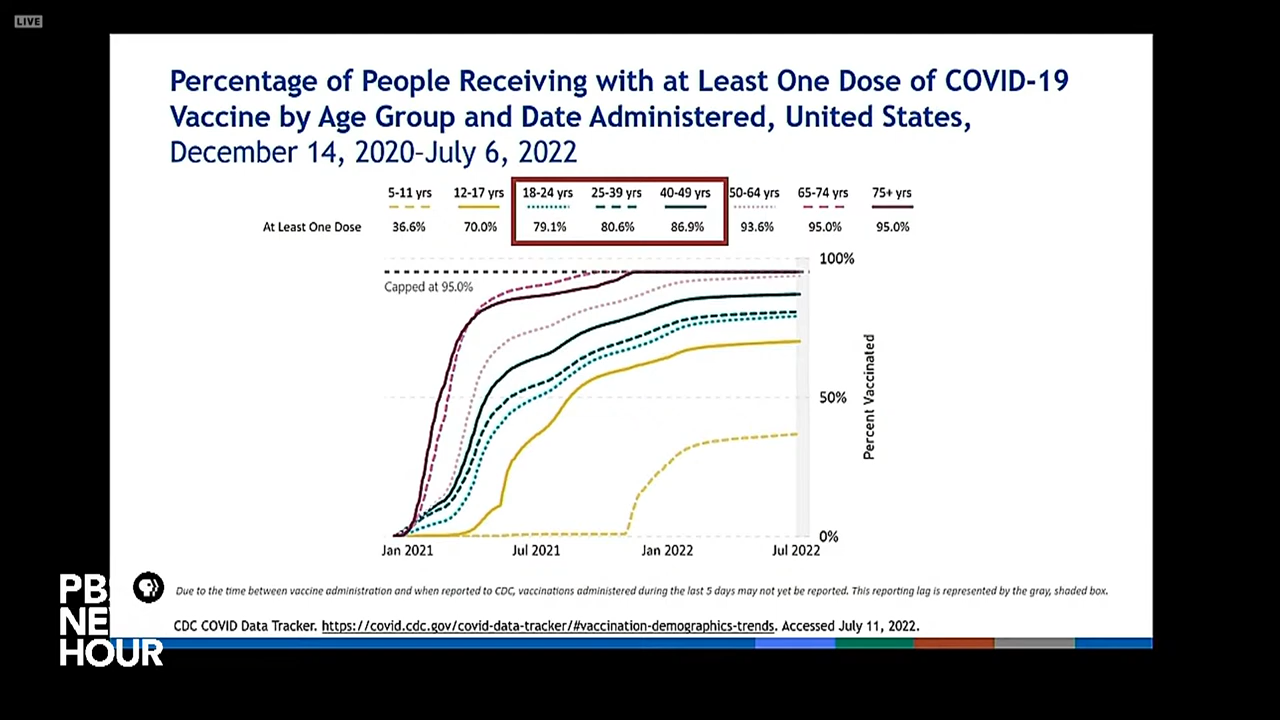 LIVE
Percentage of People Receiving with at Least One Dose of COVID-19
Vaccine by Age Group and Date Administered, United States,
December 14, 2020–July 6, 2022
5-11 yrs 12-17 yrs 18-24 yrs 25-39 yrs 40-49 yrs 50-64 yrs 65-74 yrs 75+ yrs
At Least One Dose 36.6% 70.0% 79.1% 80.6% 86.9% 93.6% 95.0% 95.0%
100%
Capped at 95.0%
Percent Vaccinated
50%
0%
Jan 2021 Jul 2021 Jan 2022 Jul 2022
Due to the time between vaccine administration and when reported to CDC, vaccinations administered during the last 5 days may not yet be reported. This reporting lag is represented by the gray, shaded box.
CDC COVID Data Tracker. https://covid.cdc.gov/covid-data-tracker/#vaccination-demographics-trends. Accessed July 11, 2022.
PB
NE
HOUR